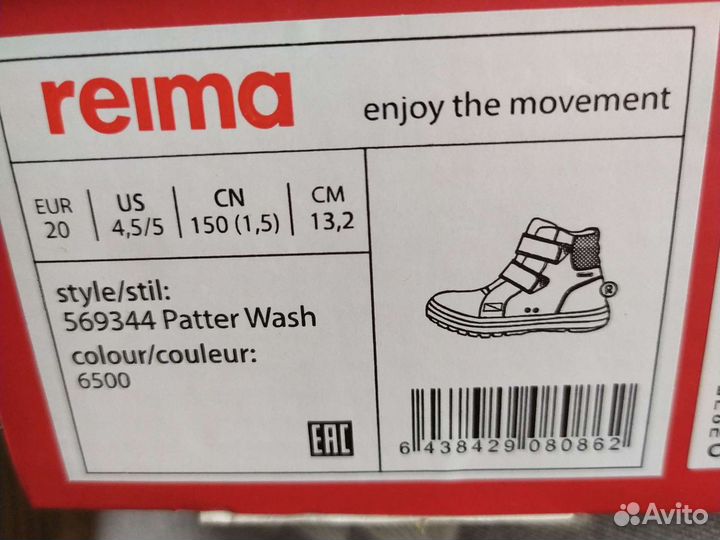 reima
enjoy the movement
EUR
20
US
4,5/5
CN
150 (1,5)
CM
13,2
style/stil:
569344 Patter Wash
colour/couleur:
6500
EAC
6 438429 080862
Avito